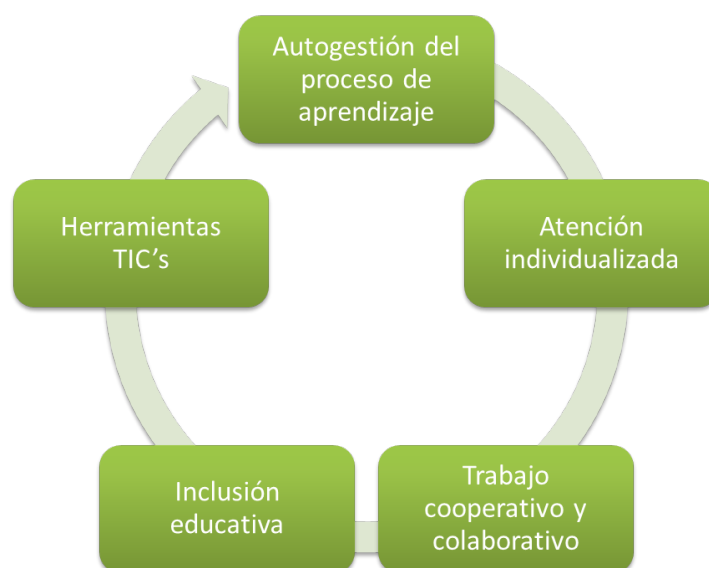 Autogestión del
proceso de
aprendizaje
Atención
individualizada
Trabajo
cooperativo y
colaborativo
Inclusión
educativa
Herramientas
TIC’s